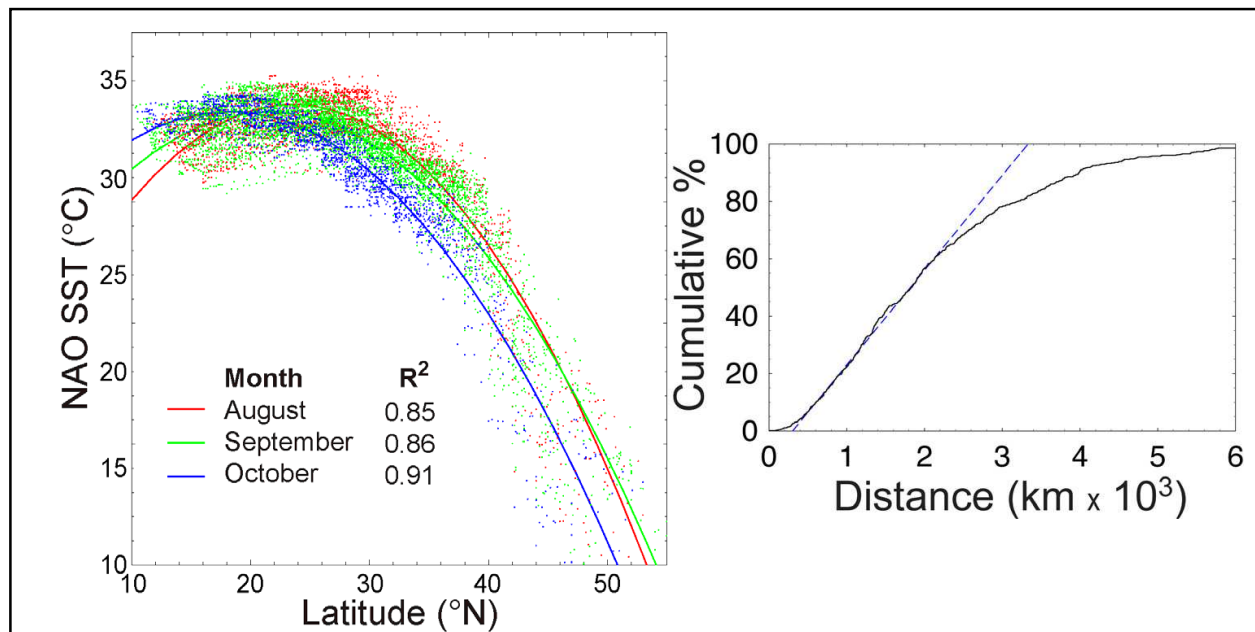 NAO SST (°C)
35
30
25
20
15
10
Month R²
August 0.85
September 0.86
October 0.91
10 20 30 40 50
Latitude (°N)
Cumulative %
100
80
60
40
20
0
0 1 2 3 4 5 6
Distance (km x 10³)